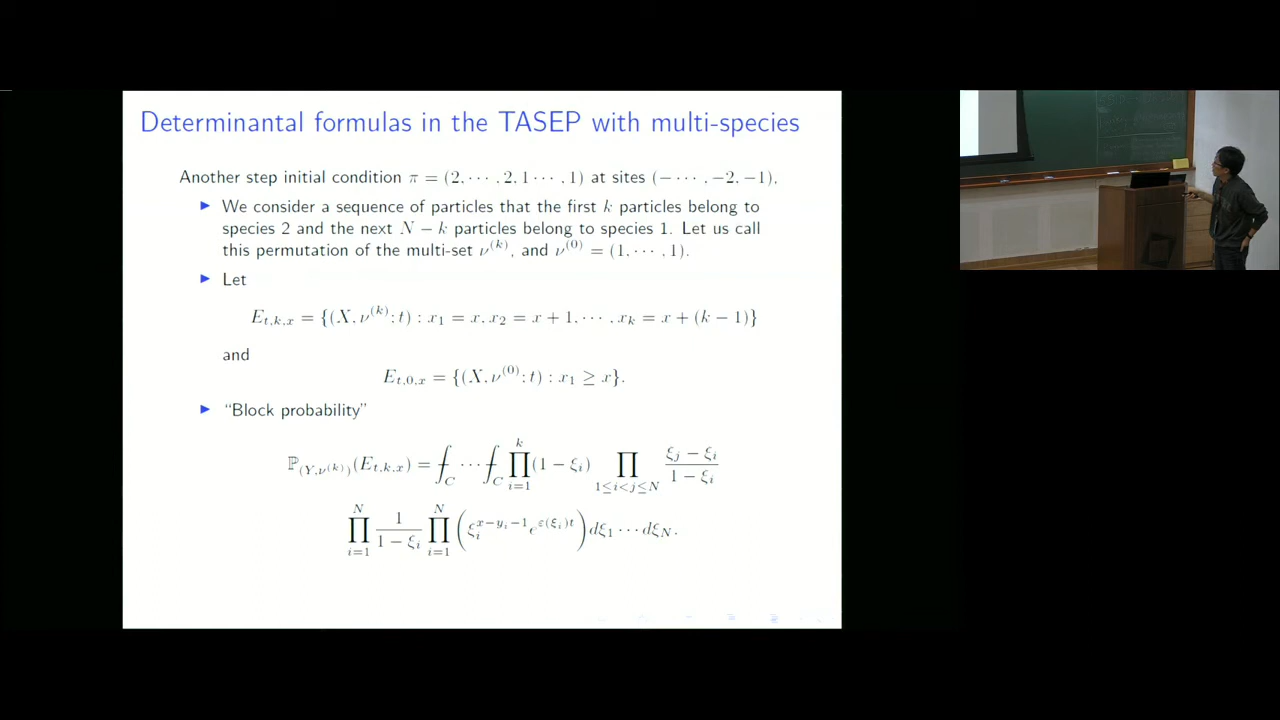 Determinantal formulas in the TASEP with multi-species
Another step initial condition π = (2, ··· , 2, 1 ··· , 1) at sites (− ··· , −2, −1),
▶ We consider a sequence of particles that the first k particles belong to
species 2 and the next N − k particles belong to species 1. Let us call
this permutation of the multi-set ν^(k), and ν^(0) = (1, ··· , 1).
▶ Let
E_{t,k,x} = {(X, ν^(k); t) : x_1 = x, x_2 = x + 1, ··· , x_k = x + (k − 1)}
and
E_{t,0,x} = {(X, ν^(0); t) : x_1 ≥ x}.
▶ “Block probability”
ℙ_{(Y,ν^(k))}(E_{t,k,x}) = ⨍_C ··· ⨍_C ∏_{i=1}^{k} (1 − ξ_i) ∏_{1≤i<j≤N} (ξ_j − ξ_i)/(1 − ξ_i)
∏_{i=1}^{N} 1/(1 − ξ_i) ∏_{i=1}^{N} (ξ_i^{x−y_i−1} e^{ε(ξ_i)t}) dξ_1 ··· dξ_N.